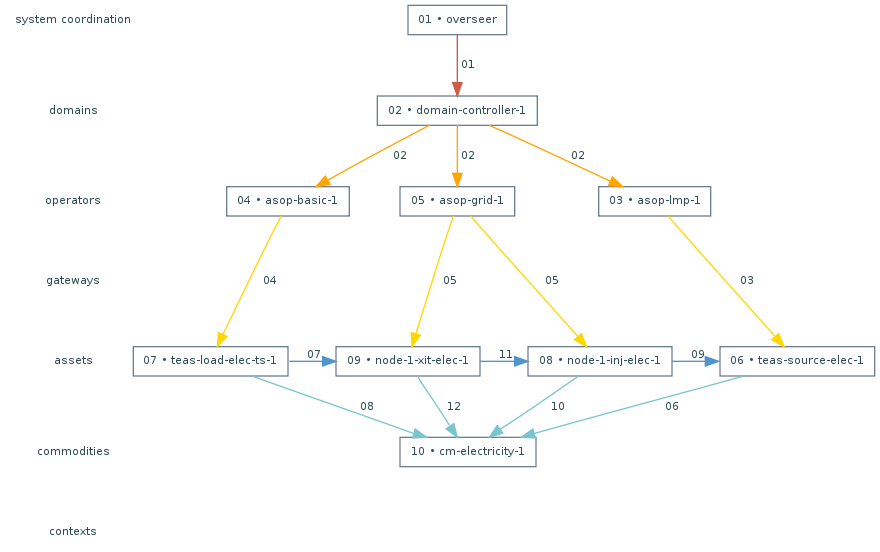 system coordination
01 • overseer
01
domains
02 • domain-controller-1
02
02
02
operators
04 • asop-basic-1
05 • asop-grid-1
03 • asop-lmp-1
gateways
04
05
05
03
assets
07 • teas-load-elec-ts-1
07
09 • node-1-xit-elec-1
11
08 • node-1-inj-elec-1
09
06 • teas-source-elec-1
08
12
10
06
commodities
10 • cm-electricity-1
contexts